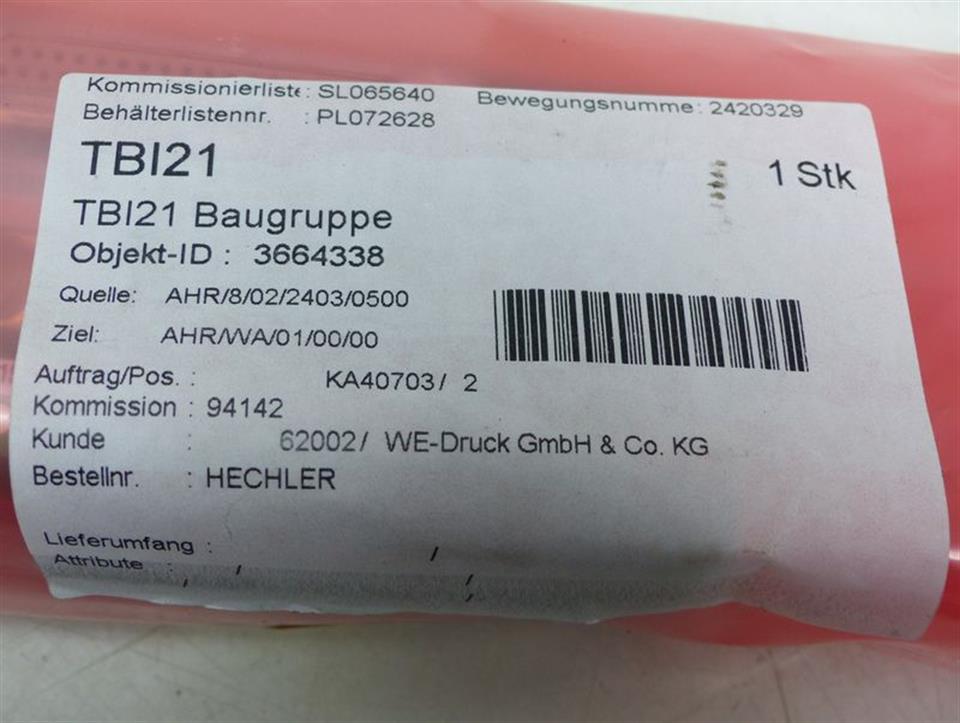 Kommissionierliste : SL065640 Bewegungsnumme : 2420329
Behälterlistennr. : PL072628
TBI21 1 Stk
TBI21 Baugruppe
Objekt-ID : 3664338
Quelle: AHR/8/02/2403/0500
Ziel: AHR/WA/01/00/00
Auftrag/Pos. : KA40703/ 2
Kommission : 94142
Kunde : 62002/ WE-Druck GmbH & Co. KG
Bestellnr. : HECHLER
Lieferumfang : /
Attribute : /
, /